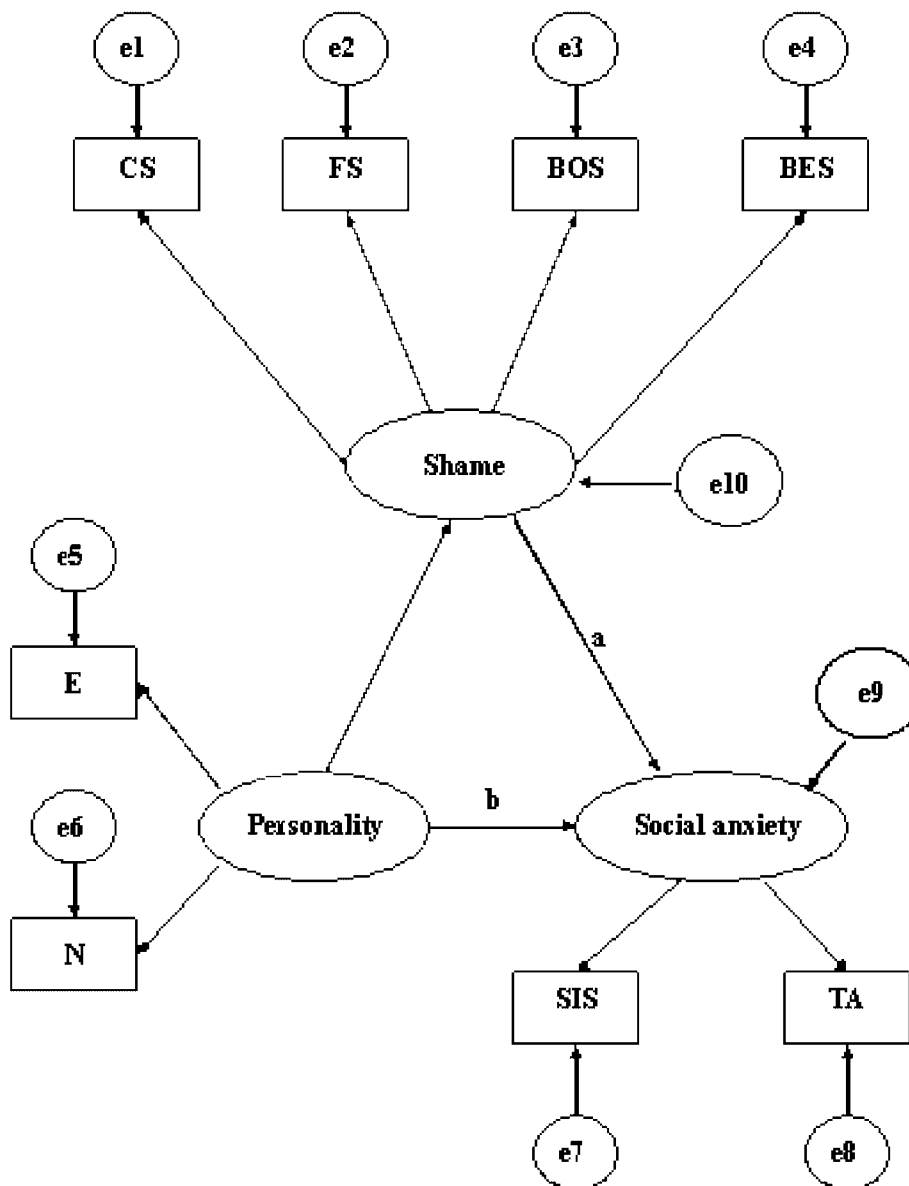 e1 e2 e3 e4
CS FS BOS BES
Shame
e10
e5
E
a
e9
b
e6
Personality
Social anxiety
N
SIS TA
e7 e8